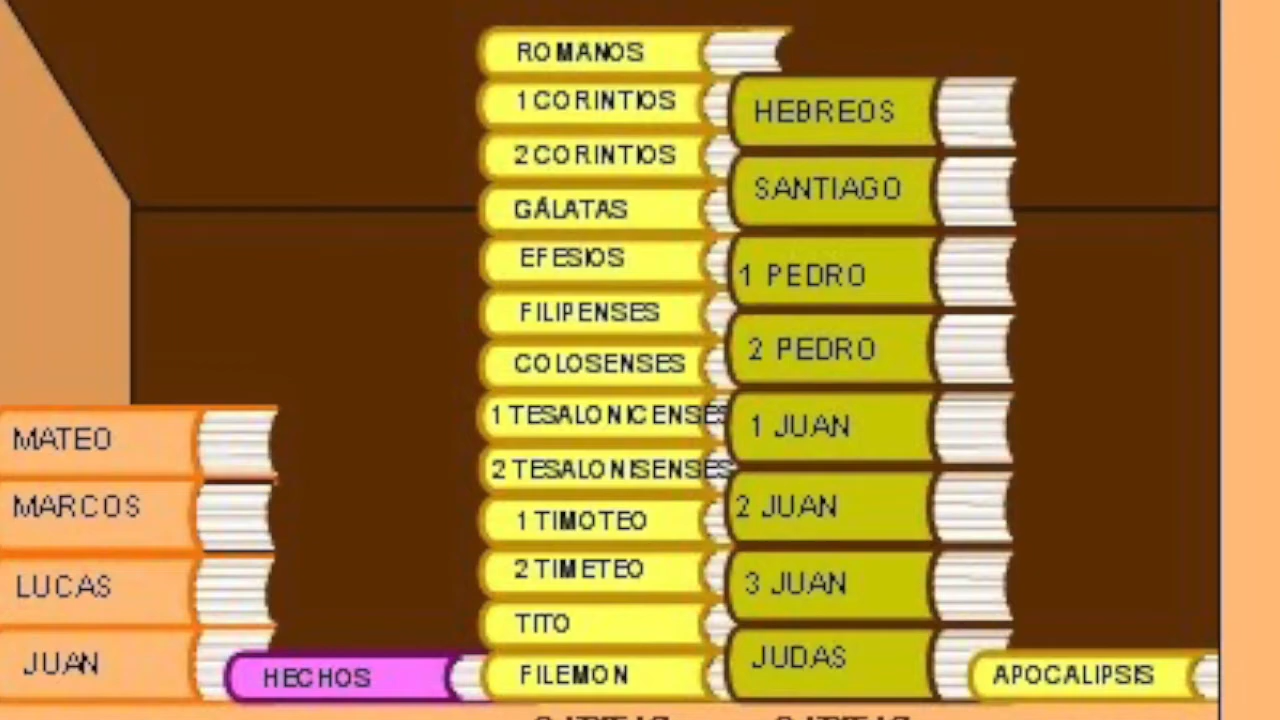 MATEO
MARCOS
LUCAS
JUAN
HECHOS
ROMANOS
1 CORINTIOS
2 CORINTIOS
GÁLATAS
EFESIOS
FILIPENSES
COLOSENSES
1 TESALONICENSES
2 TESALONISENSES
1 TIMOTEO
2 TIMETEO
TITO
FILEMON
HEBREOS
SANTIAGO
1 PEDRO
2 PEDRO
1 JUAN
2 JUAN
3 JUAN
JUDAS
APOCALIPSIS